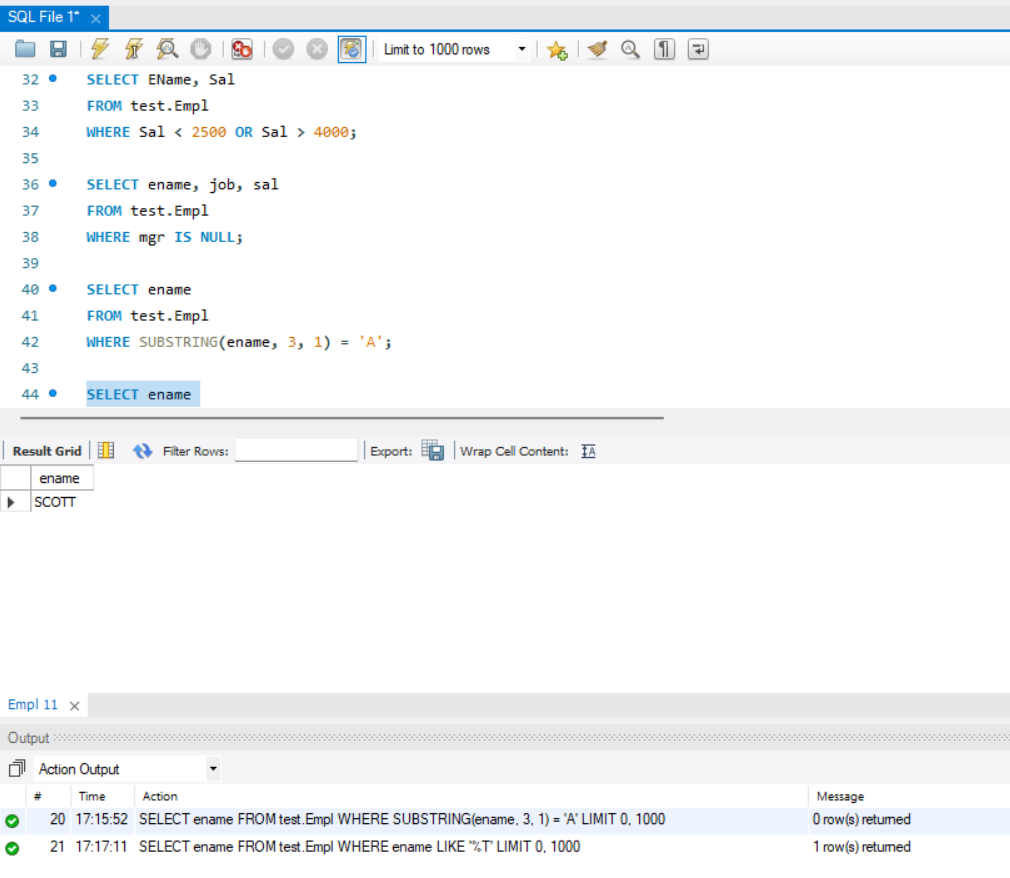 SQL File 1*
Limit to 1000 rows
32 SELECT EName, Sal
33 FROM test.Empl
34 WHERE Sal < 2500 OR Sal > 4000;
35
36 SELECT ename, job, sal
37 FROM test.Empl
38 WHERE mgr IS NULL;
39
40 SELECT ename
41 FROM test.Empl
42 WHERE SUBSTRING(ename, 3, 1) = 'A';
43
44 SELECT ename
Result Grid Filter Rows: Export: Wrap Cell Content:
ename
SCOTT
Empl 11
Output
Action Output
# Time Action Message
20 17:15:52 SELECT ename FROM test.Empl WHERE SUBSTRING(ename, 3, 1) = 'A' LIMIT 0, 1000 0 row(s) returned
21 17:17:11 SELECT ename FROM test.Empl WHERE ename LIKE '%T' LIMIT 0, 1000 1 row(s) returned